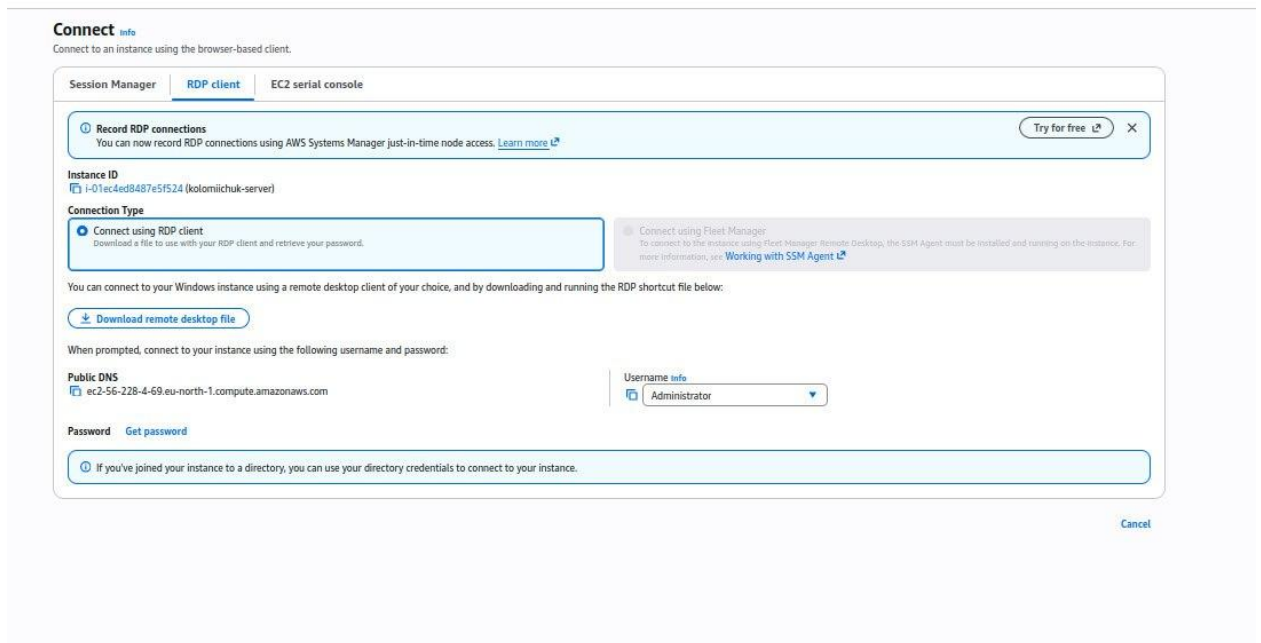 Connect Info
Connect to an instance using the browser-based client.
Session Manager
RDP client
EC2 serial console
Record RDP connections
You can now record RDP connections using AWS Systems Manager just-in-time node access. Learn more
Try for free
Instance ID
i-01ec4ed8487e5f524 (kolomiichuk-server)
Connection Type
Connect using RDP client
Download a file to use with your RDP client and retrieve your password.
Connect using Fleet Manager
To connect to the instance using Fleet Manager Remote Desktop, the SSM Agent must be installed and running on the instance. For
more information, see Working with SSM Agent
You can connect to your Windows instance using a remote desktop client of your choice, and by downloading and running the RDP shortcut file below:
Download remote desktop file
When prompted, connect to your instance using the following username and password:
Public DNS
ec2-56-228-4-69.eu-north-1.compute.amazonaws.com
Username Info
Administrator
Password Get password
If you've joined your instance to a directory, you can use your directory credentials to connect to your instance.
Cancel